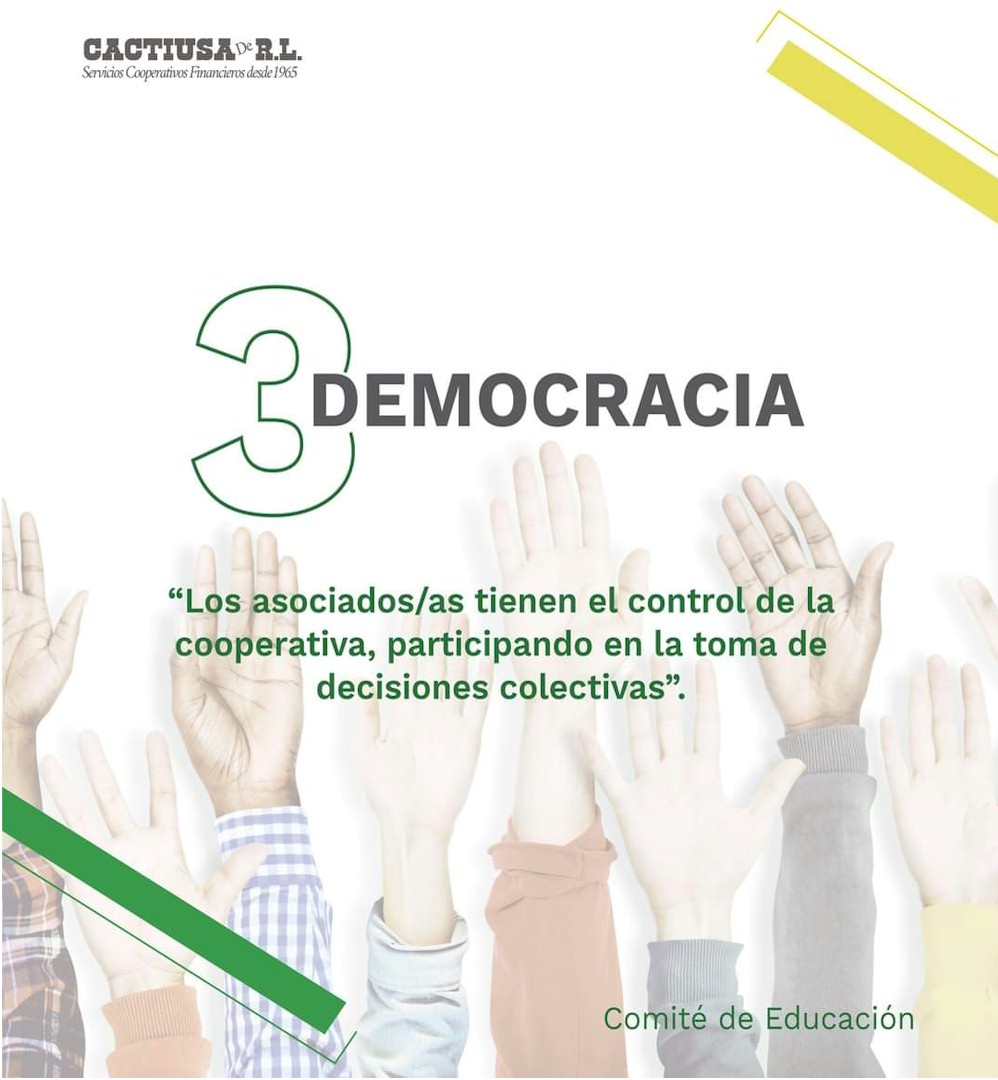 CACTIUSA De R.L.
Servicios Cooperativos Financieros desde 1965
3 DEMOCRACIA
“Los asociados/as tienen el control de la
cooperativa, participando en la toma de
decisiones colectivas”.
Comité de Educación